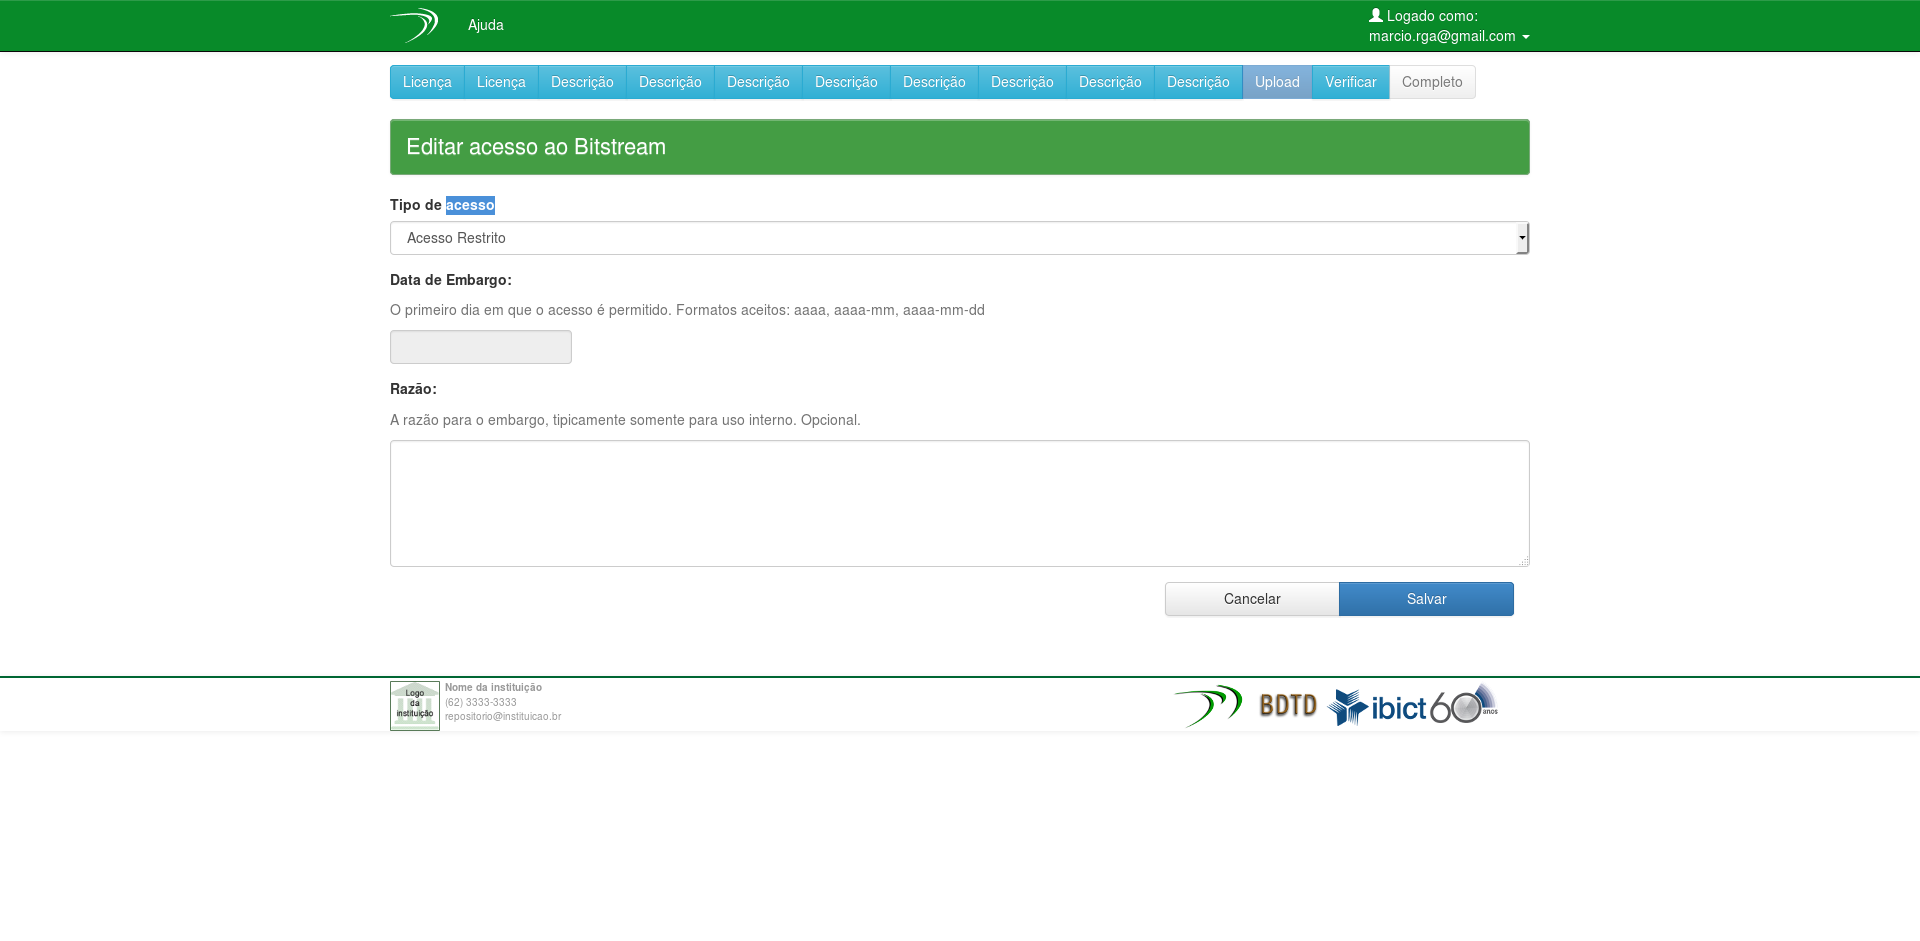 Ajuda
Logado como:
marcio.rga@gmail.com
Licença Licença Descrição Descrição Descrição Descrição Descrição Descrição Descrição Descrição Upload Verificar Completo
Editar acesso ao Bitstream
Tipo de acesso
Acesso Restrito
Data de Embargo:
O primeiro dia em que o acesso é permitido. Formatos aceitos: aaaa, aaaa-mm, aaaa-mm-dd
Razão:
A razão para o embargo, tipicamente somente para uso interno. Opcional.
Cancelar Salvar
Logo
da
instituição
Nome da instituição
(62) 3333-3333
repositorio@instituicao.br
BDTD ibict 60 anos